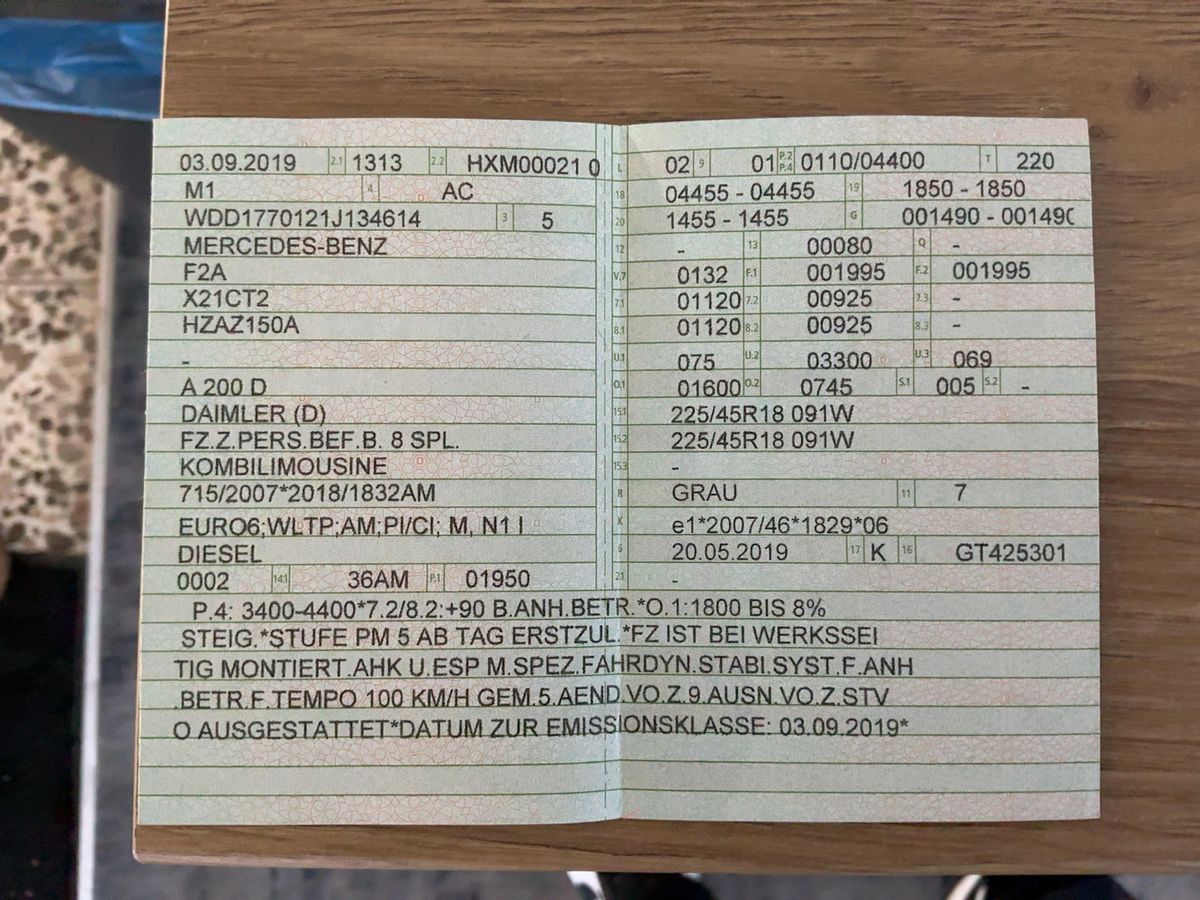 03.09.2019 2.1 1313 2.2 HXM00021 0
M1 4 AC
WDD1770121J134614 3 5
MERCEDES-BENZ
F2A
X21CT2
HZAZ150A
-
A 200 D
DAIMLER (D)
FZ.Z.PERS.BEF.B. 8 SPL.
KOMBILIMOUSINE
715/2007*2018/1832AM
EURO6;WLTP;AM;PI/CI; M, N1 I
DIESEL
0002 14.1 36AM P.1 01950
L 02 9 01 P.2 P.4 0110/04400 T 220
18 04455 - 04455 19 1850 - 1850
20 1455 - 1455 G 001490 - 001490
12 - 13 00080 Q -
V.7 0132 F.1 001995 F.2 001995
7.1 01120 7.2 00925 7.3 -
8.1 01120 8.2 00925 8.3 -
U.1 075 U.2 03300 U.3 069
O.1 01600 O.2 0745 S.1 005 S.2 -
15.1 225/45R18 091W
15.2 225/45R18 091W
15.3 -
R GRAU 11 7
K e1*2007/46*1829*06
6 20.05.2019 17 K 16 GT425301
21 -
P.4: 3400-4400*7.2/8.2:+90 B.ANH.BETR.*O.1:1800 BIS 8%
STEIG.*STUFE PM 5 AB TAG ERSTZUL.*FZ IST BEI WERKSSEI
TIG MONTIERT.AHK U.ESP M.SPEZ.FAHRDYN.STABI.SYST.F.ANH
.BETR.F.TEMPO 100 KM/H GEM.5.AEND.VO.Z.9.AUSN.VO.Z.STV
O AUSGESTATTET*DATUM ZUR EMISSIONSKLASSE: 03.09.2019*